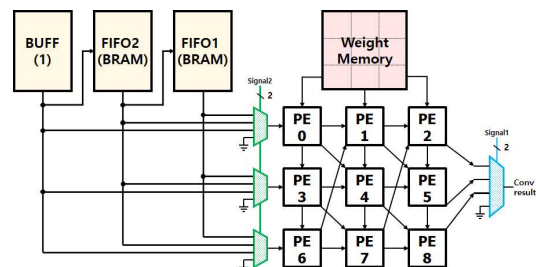 BUFF
(1)
FIFO2
(BRAM)
FIFO1
(BRAM)
Weight
Memory
Signal2
2
PE
0
PE
1
PE
2
Signal1
2
PE
3
PE
4
PE
5
Conv
result
PE
6
PE
7
PE
8